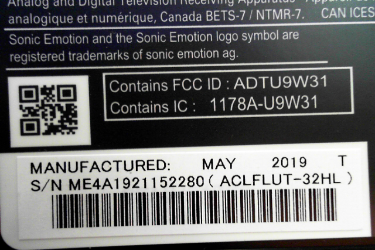 Analog and Digital Television Receiving Apparatus - Appareil de
analogique et numérique, Canada BETS-7 / NTMR-7. CAN ICES
Sonic Emotion and the Sonic Emotion logo symbol are
registered trademarks of sonic emotion ag.
Contains FCC ID : ADTU9W31
Contains IC : 1178A-U9W31
MANUFACTURED: MAY 2019 T
S/N ME4A1921152280 ( ACLFLUT-32HL )